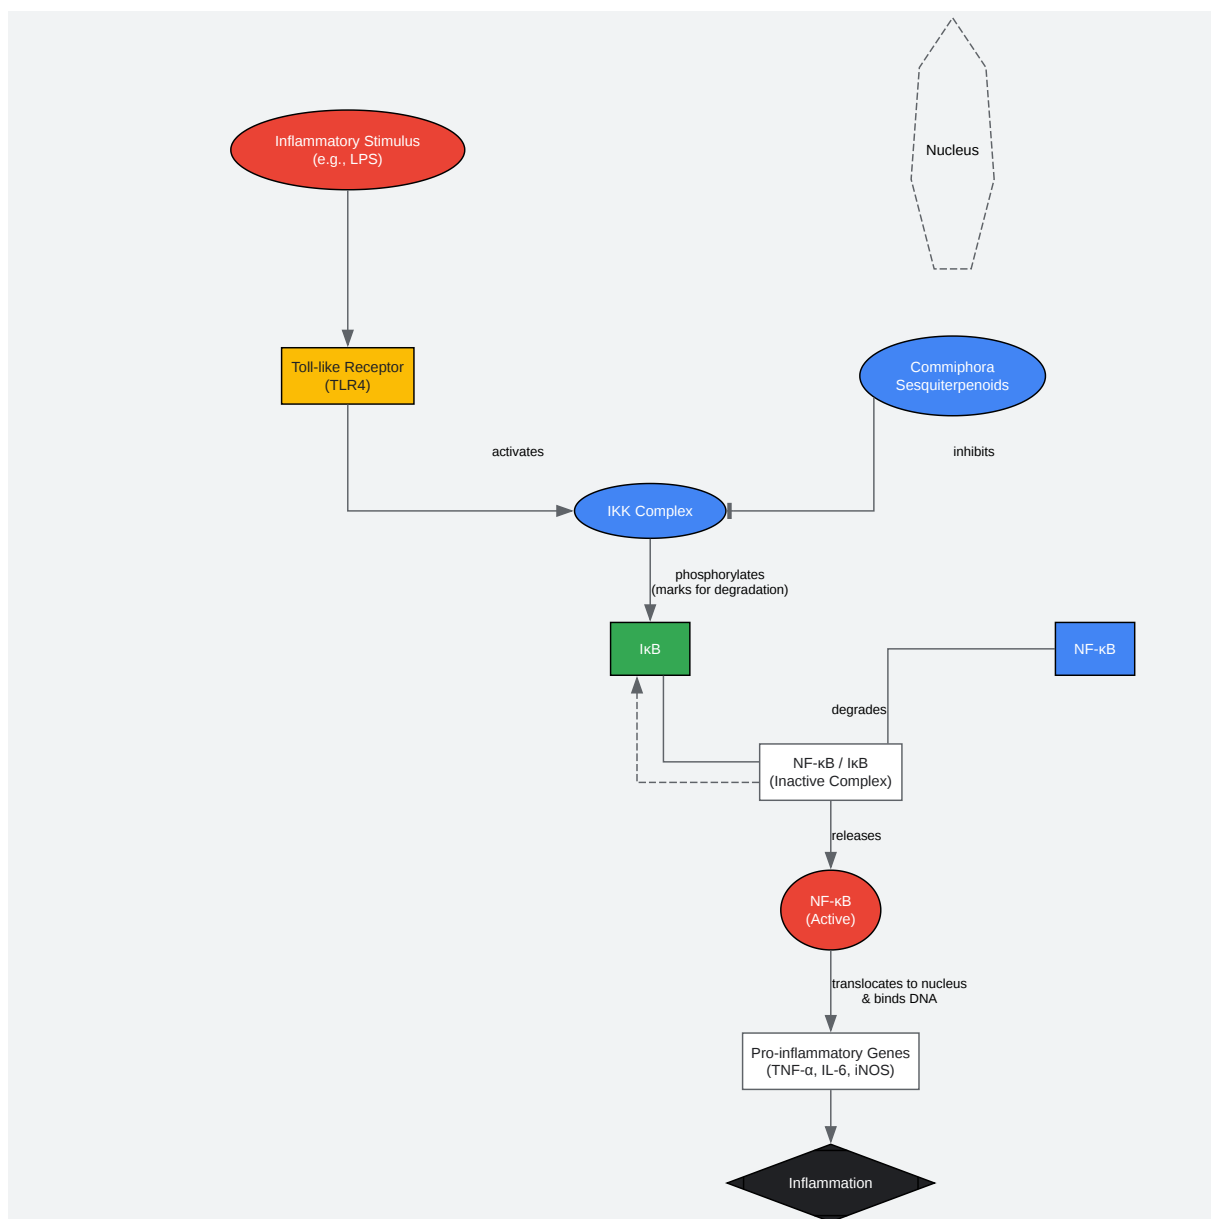 Nucleus
Inflammatory Stimulus
(e.g., LPS)
Toll-like Receptor
(TLR4)
Commiphora
Sesquiterpenoids
activates
inhibits
IKK Complex
phosphorylates
(marks for degradation)
IκB
NF-κB
degrades
NF-κB / IκB
(Inactive Complex)
releases
NF-κB
(Active)
translocates to nucleus
& binds DNA
Pro-inflammatory Genes
(TNF-α, IL-6, iNOS)
Inflammation